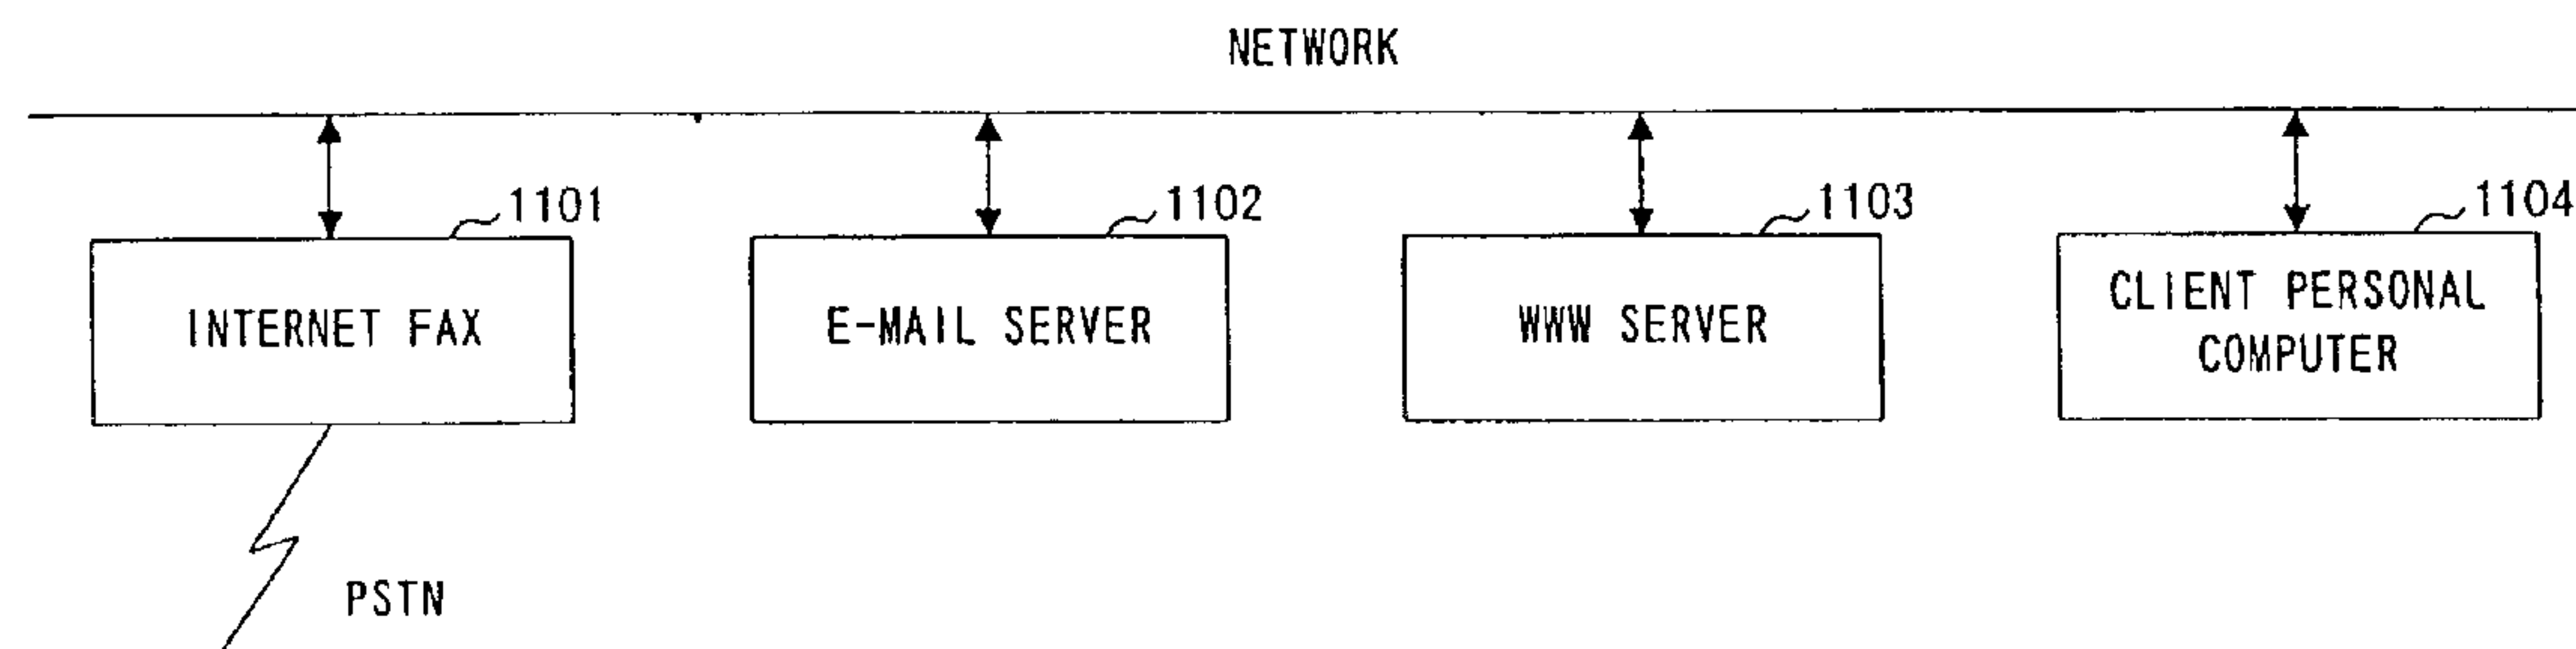 NETWORK
1101
1102
1103
1104
INTERNET FAX
E-MAIL SERVER
WWW SERVER
CLIENT PERSONAL
COMPUTER
PSTN